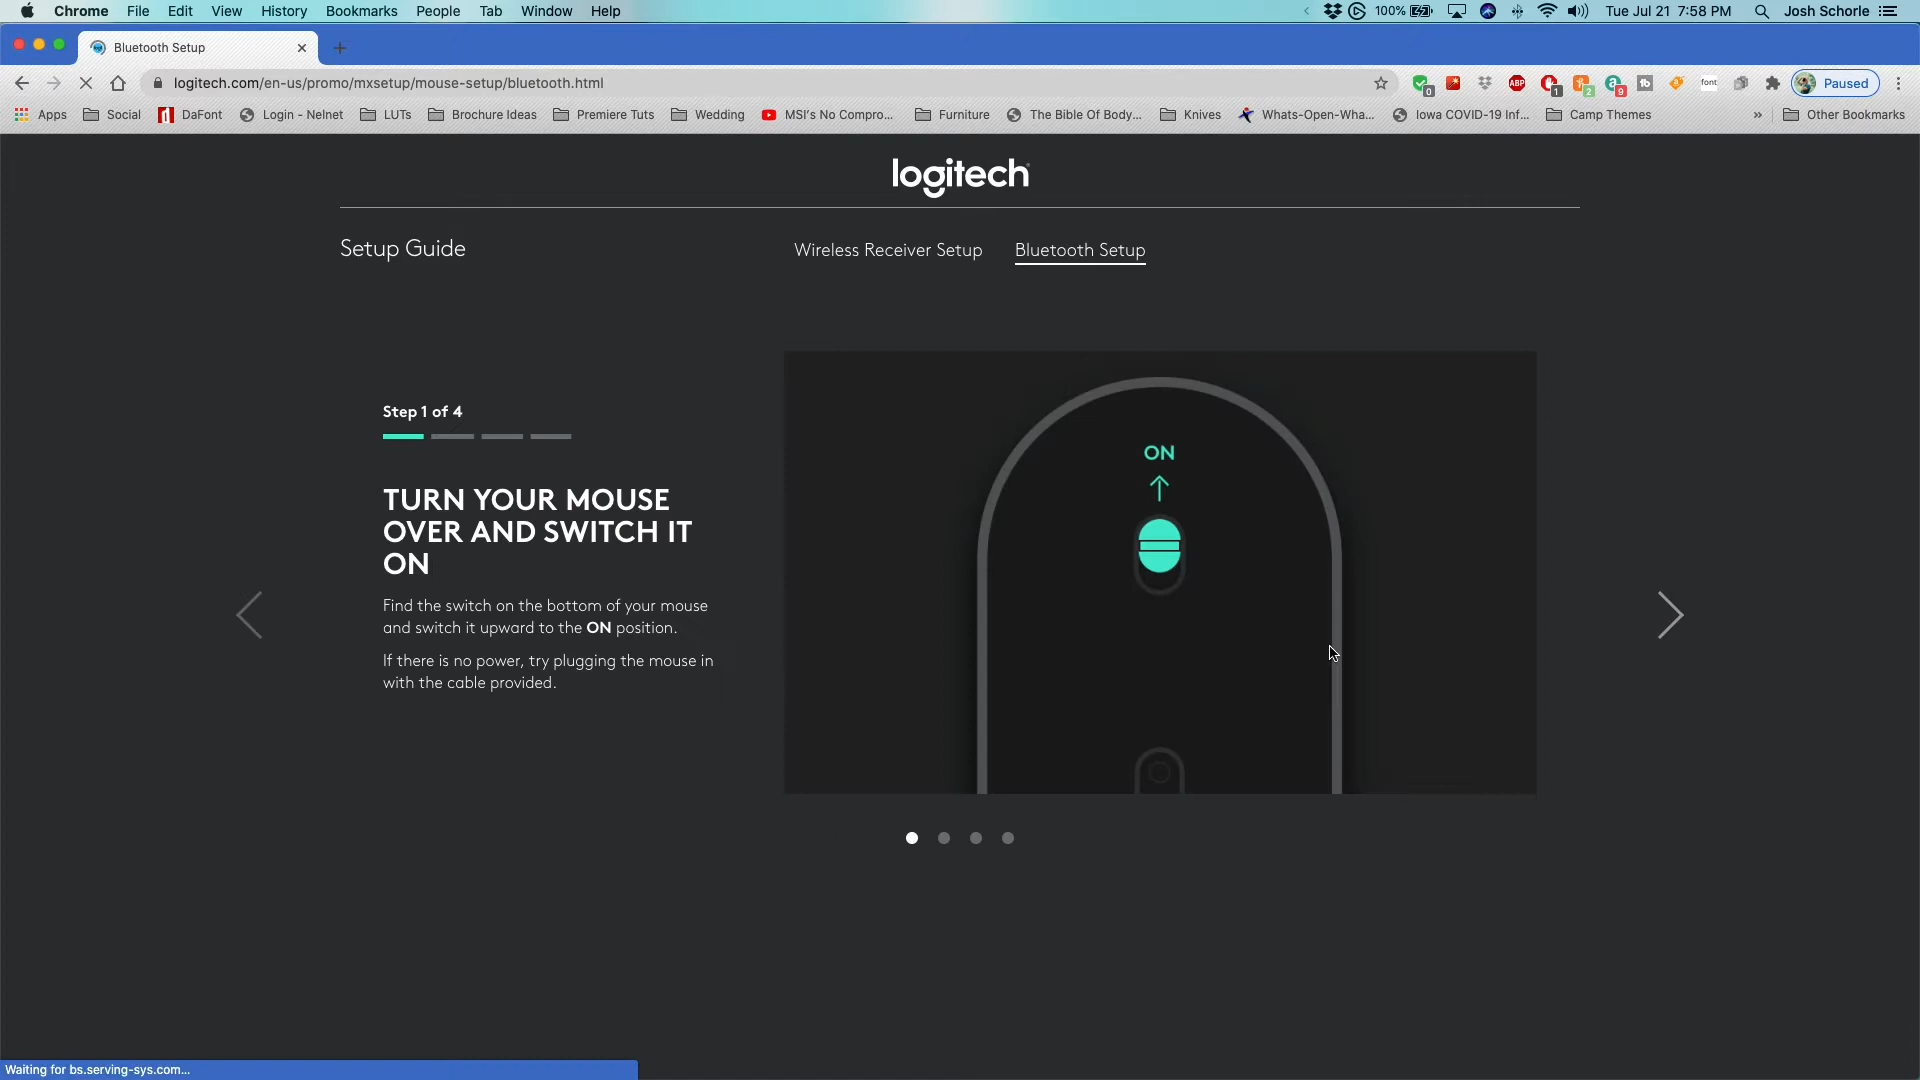 Chrome File Edit View History Bookmarks People Tab Window Help 100% Tue Jul 21 7:58 PM Josh Schorle
Bluetooth Setup
logitech.com/en-us/promo/mxsetup/mouse-setup/bluetooth.html 0 ABP 1 2 9 font Paused
Apps Social DaFont Login - Nelnet LUTs Brochure Ideas Premiere Tuts Wedding MSI's No Compro... Furniture The Bible Of Body... Knives Whats-Open-Wha... Iowa COVID-19 Inf... Camp Themes » Other Bookmarks
logitech
Setup Guide Wireless Receiver Setup Bluetooth Setup
Step 1 of 4
TURN YOUR MOUSE
OVER AND SWITCH IT
ON
Find the switch on the bottom of your mouse
and switch it upward to the ON position.
If there is no power, try plugging the mouse in
with the cable provided.
ON
Waiting for bs.serving-sys.com...